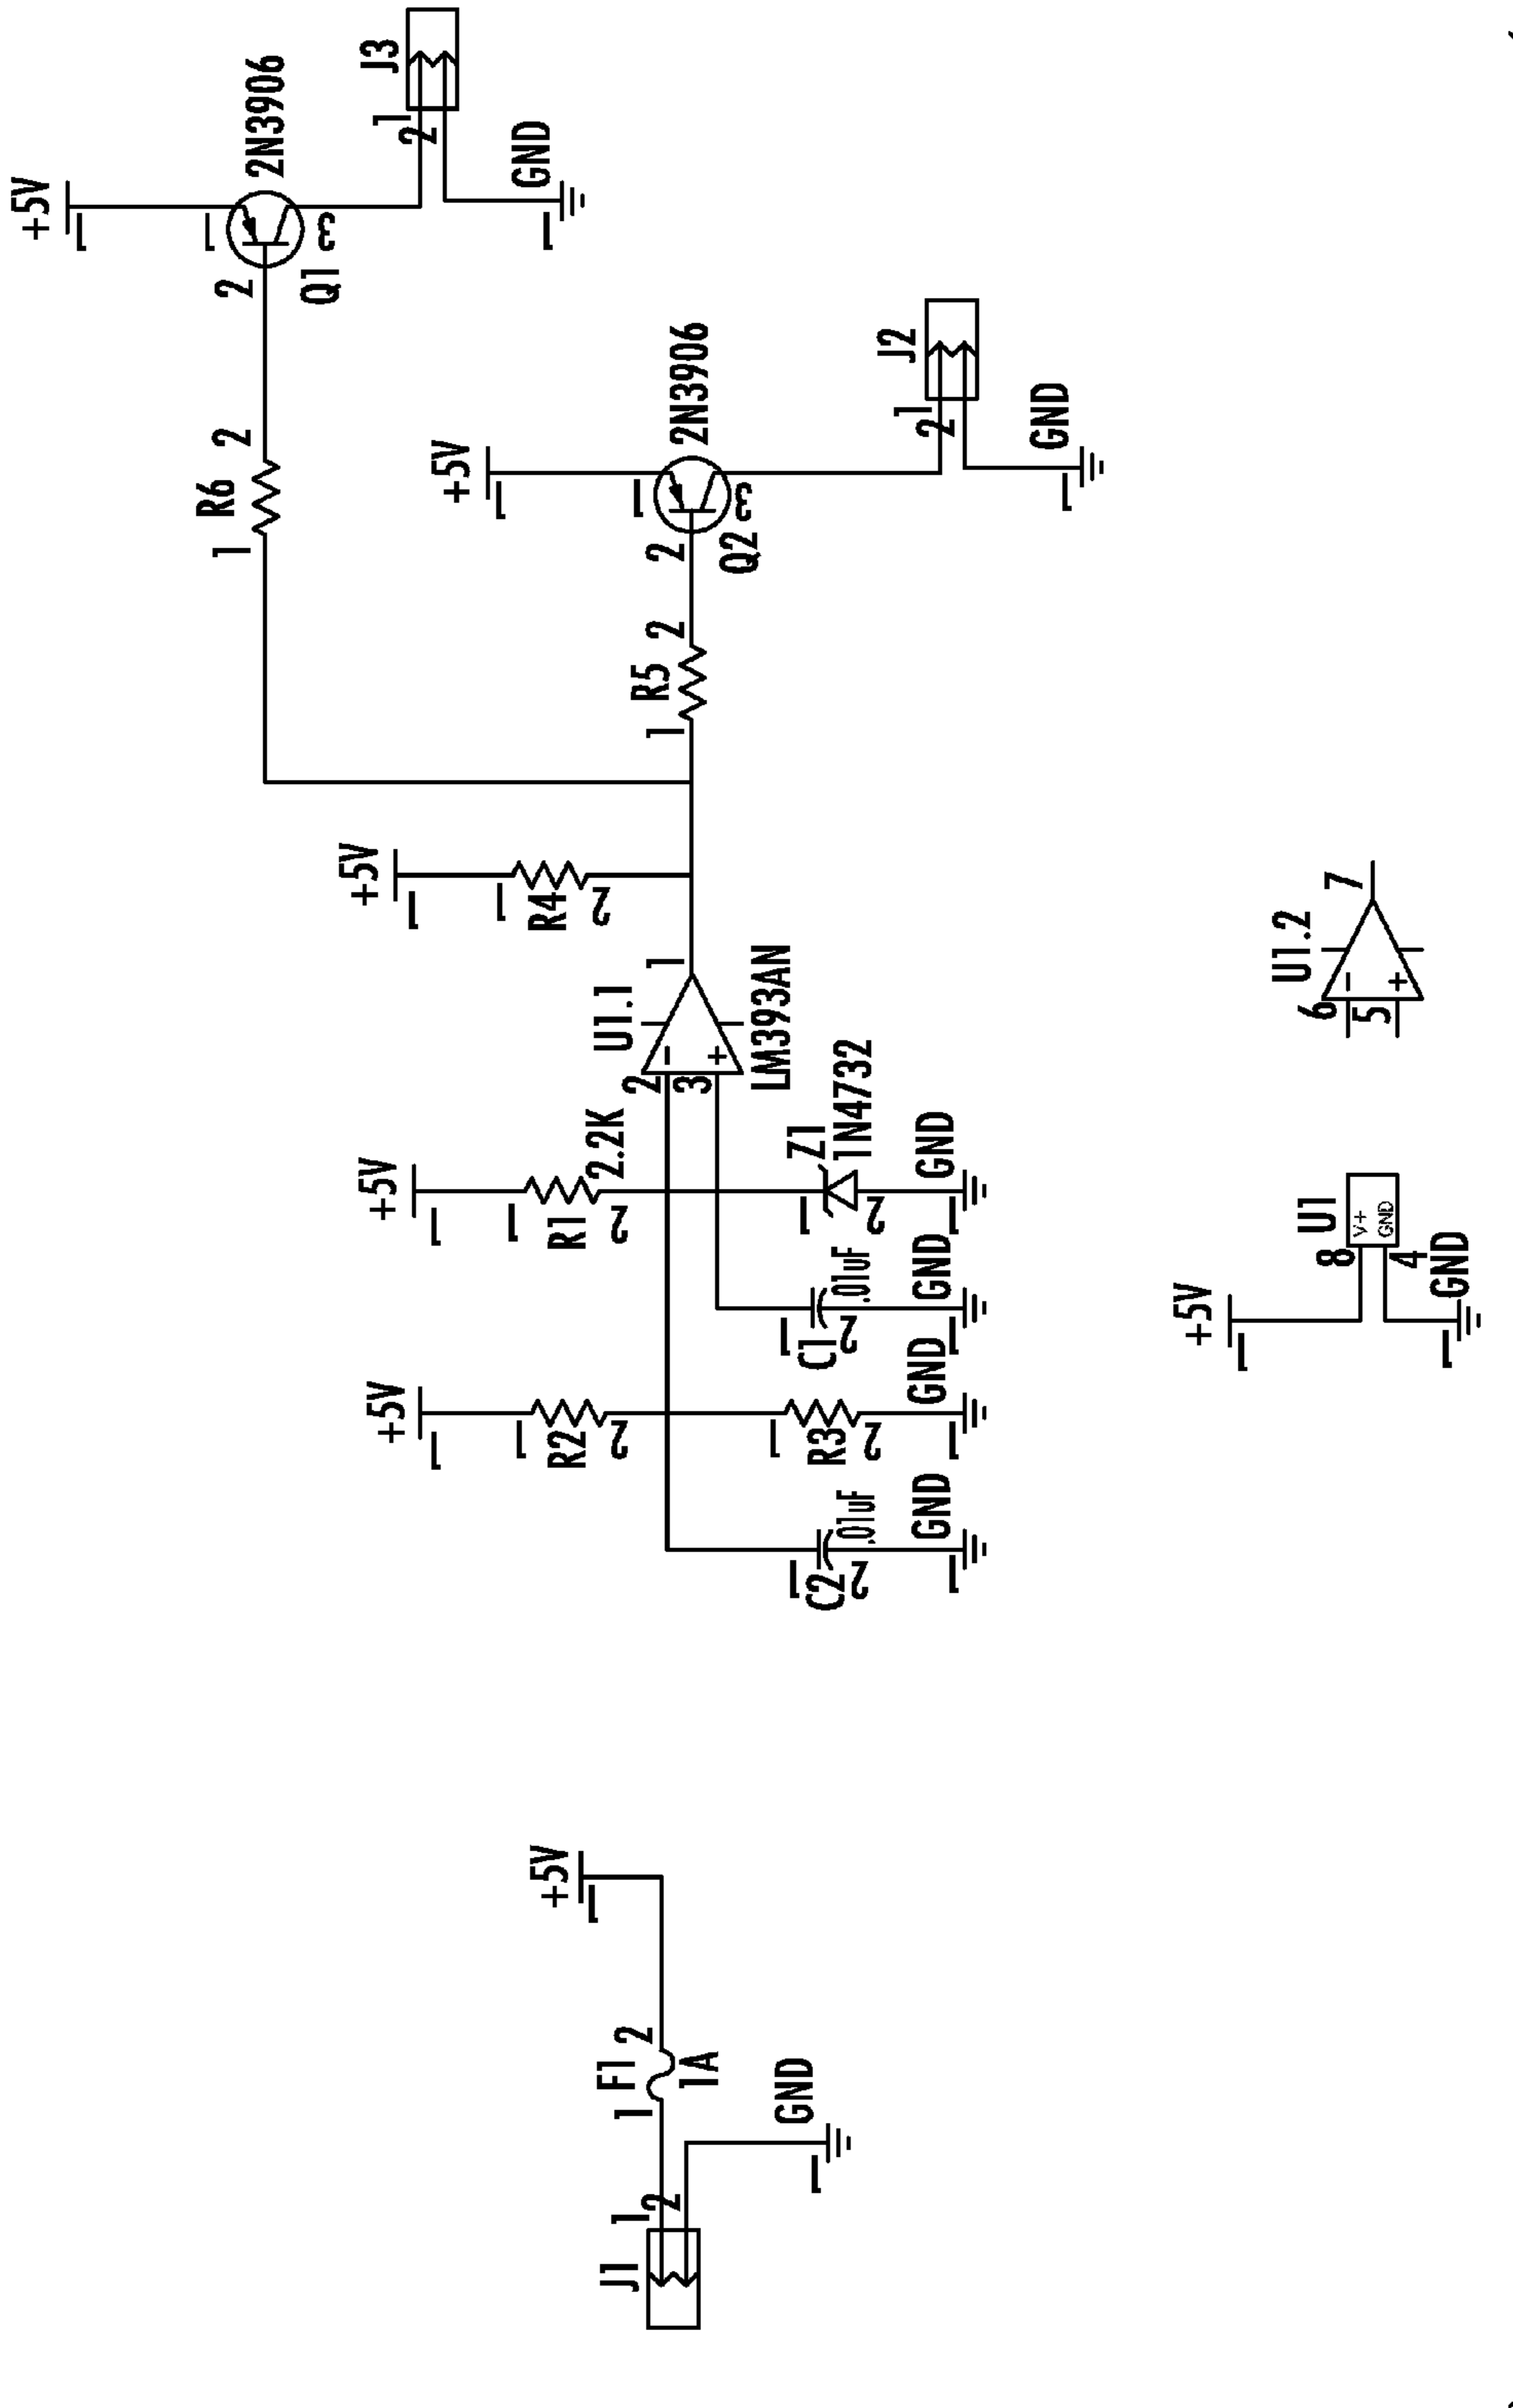 +5V
1
1
2N3906
2
3
Q1
J3
1
2
GND
1
1
R6
2
+5V
1
1
2N3906
2
3
Q2
J2
1
2
GND
1
1
R5
2
+5V
1
1
R4
2
U1.1
1
2
3
LM393AN
+5V
1
1
R1
2
2.2K
1
Z1
1N4732
2
GND
1
1
C1
.01uF
2
GND
1
+5V
1
1
R2
2
1
R3
2
GND
1
1
C2
.01uF
2
GND
1
U1.2
6
5
7
+5V
1
U1
8
V+
GND
4
GND
1
+5V
1
F1
1
2
1A
J1
1
2
GND
1